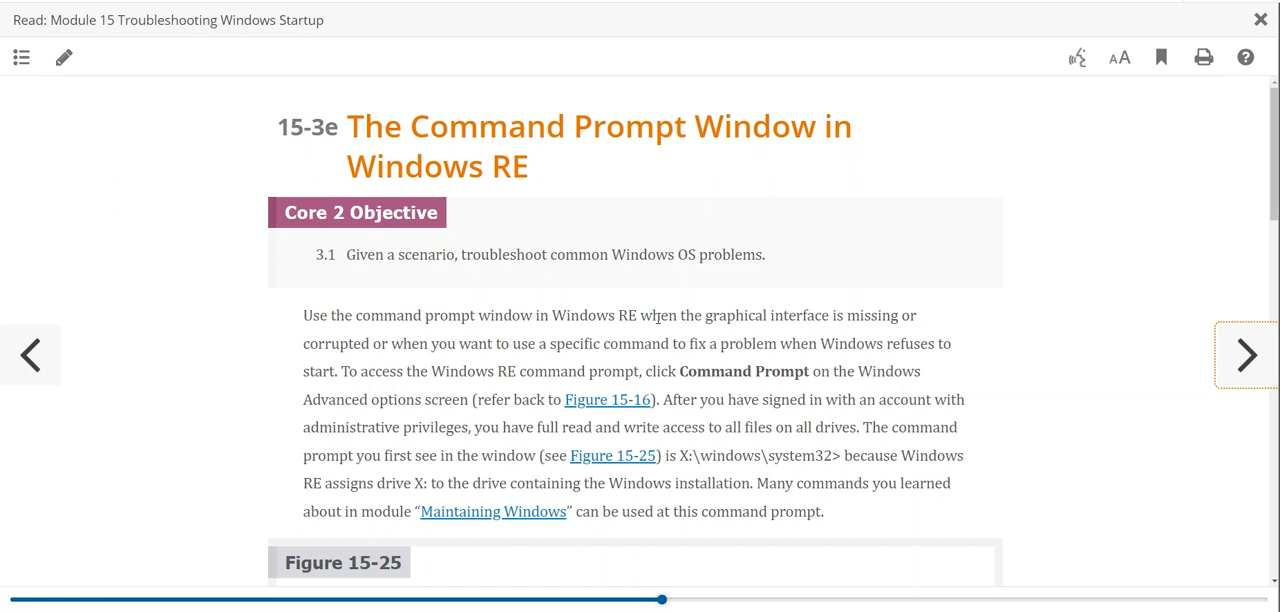 Read: Module 15 Troubleshooting Windows Startup
AA
15-3e The Command Prompt Window in
Windows RE
Core 2 Objective
3.1 Given a scenario, troubleshoot common Windows OS problems.
Use the command prompt window in Windows RE when the graphical interface is missing or
corrupted or when you want to use a specific command to fix a problem when Windows refuses to
start. To access the Windows RE command prompt, click Command Prompt on the Windows
Advanced options screen (refer back to Figure 15-16). After you have signed in with an account with
administrative privileges, you have full read and write access to all files on all drives. The command
prompt you first see in the window (see Figure 15-25) is X:\windows\system32> because Windows
RE assigns drive X: to the drive containing the Windows installation. Many commands you learned
about in module “Maintaining Windows” can be used at this command prompt.
Figure 15-25